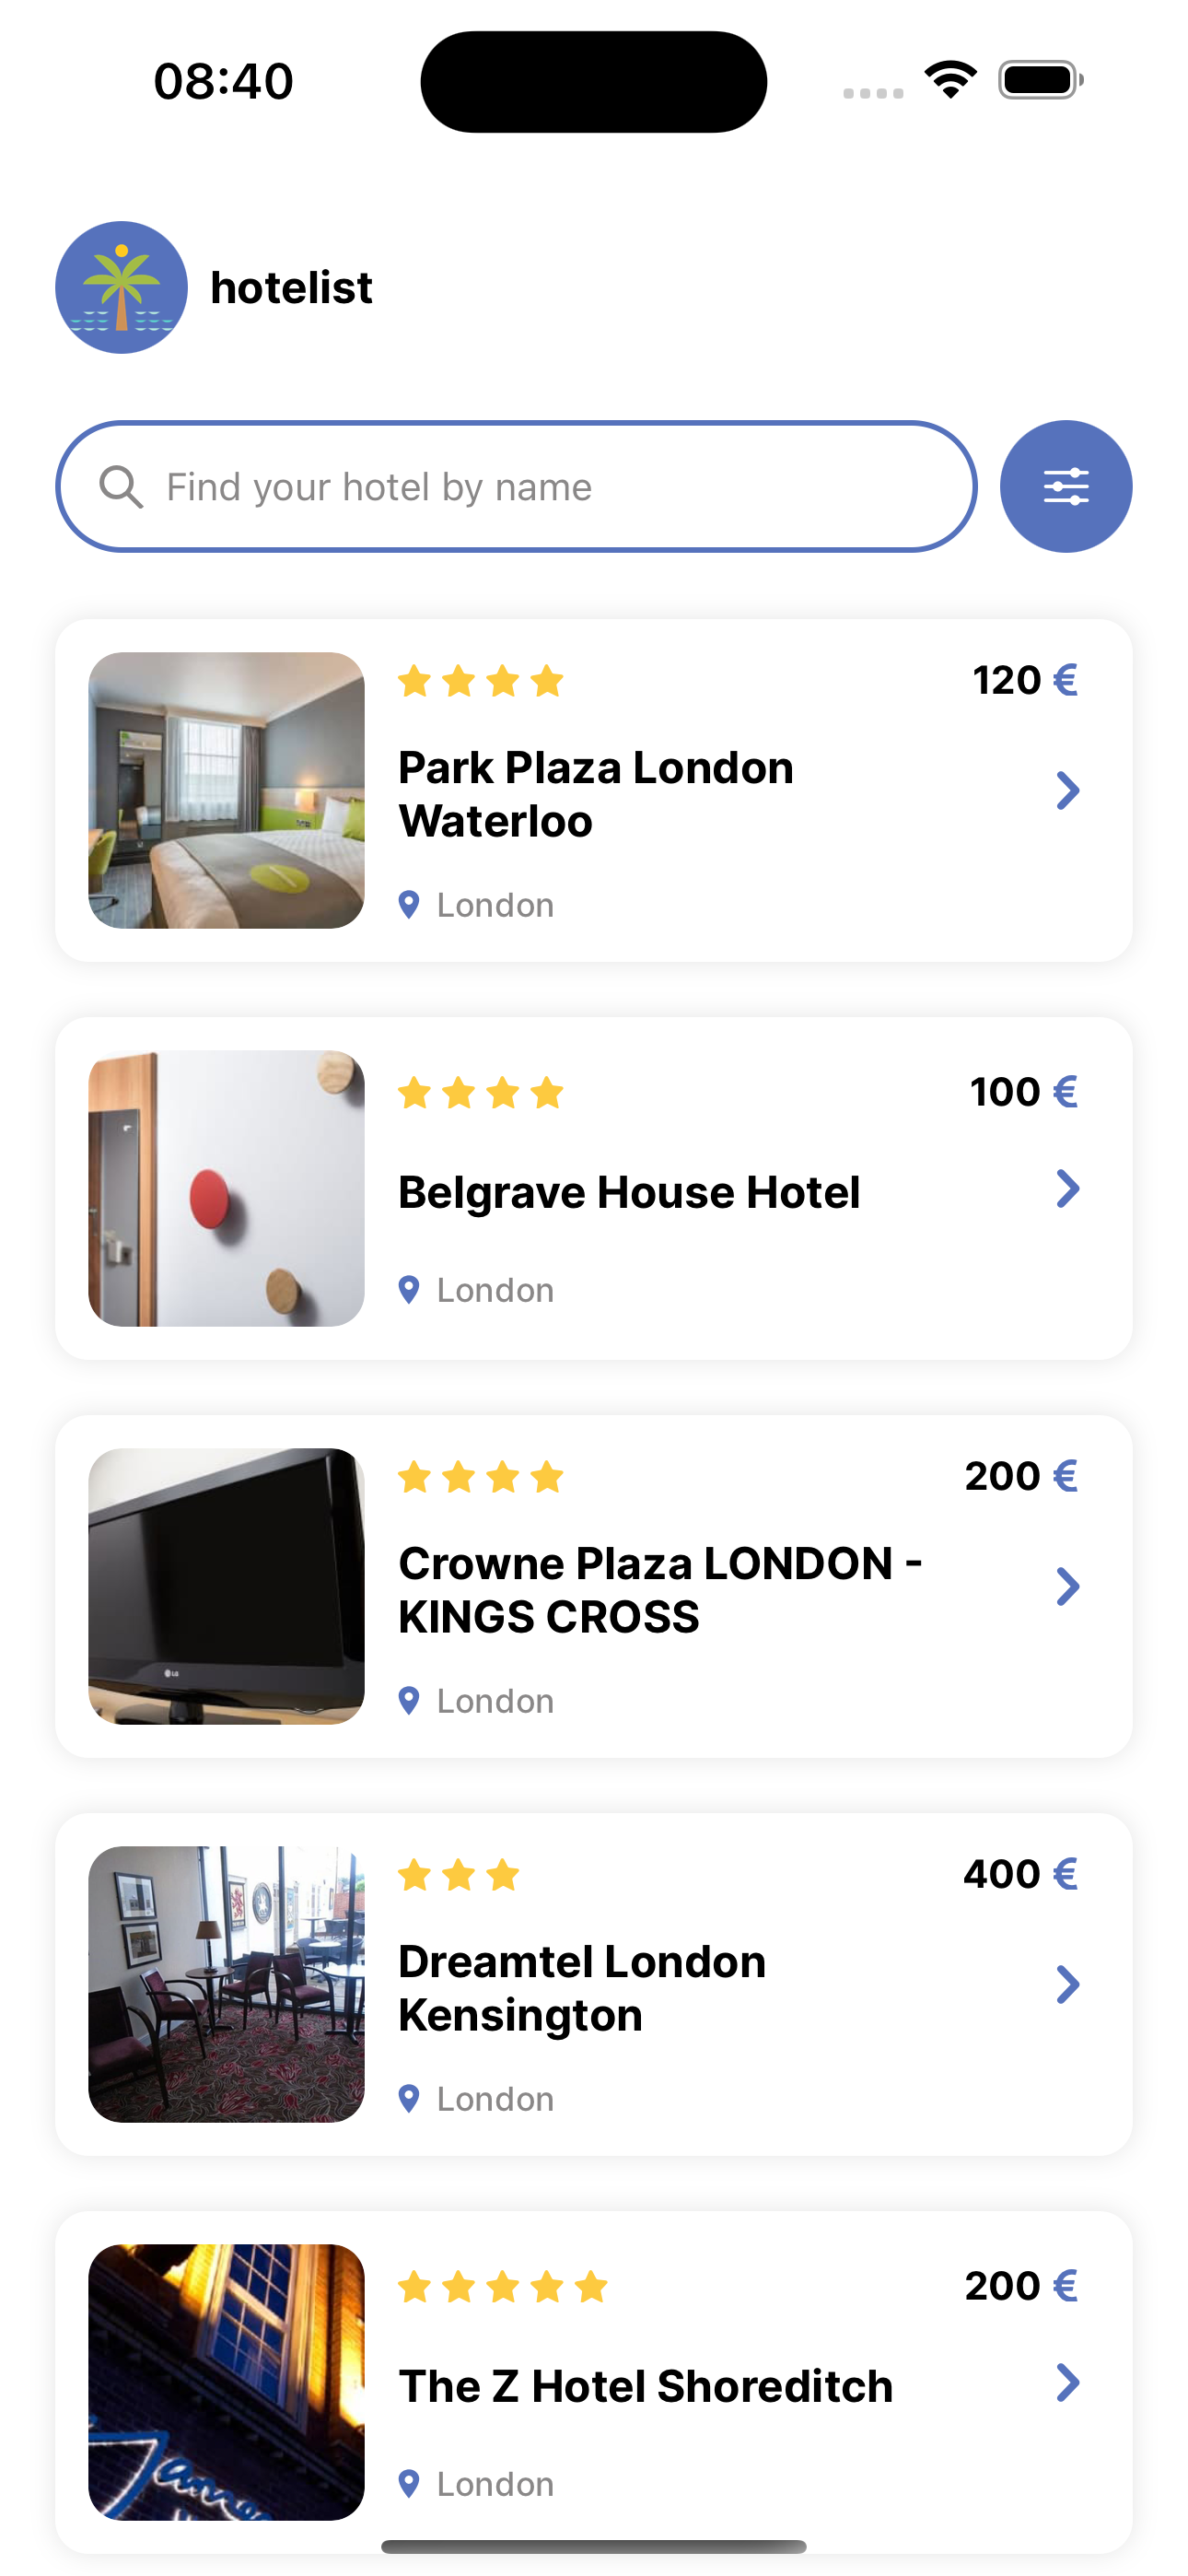 08:40
hotelist
Find your hotel by name
120 €
Park Plaza London
Waterloo
London
100 €
Belgrave House Hotel
London
200 €
Crowne Plaza LONDON -
KINGS CROSS
London
LG
400 €
Dreamtel London
Kensington
London
200 €
The Z Hotel Shoreditch
London